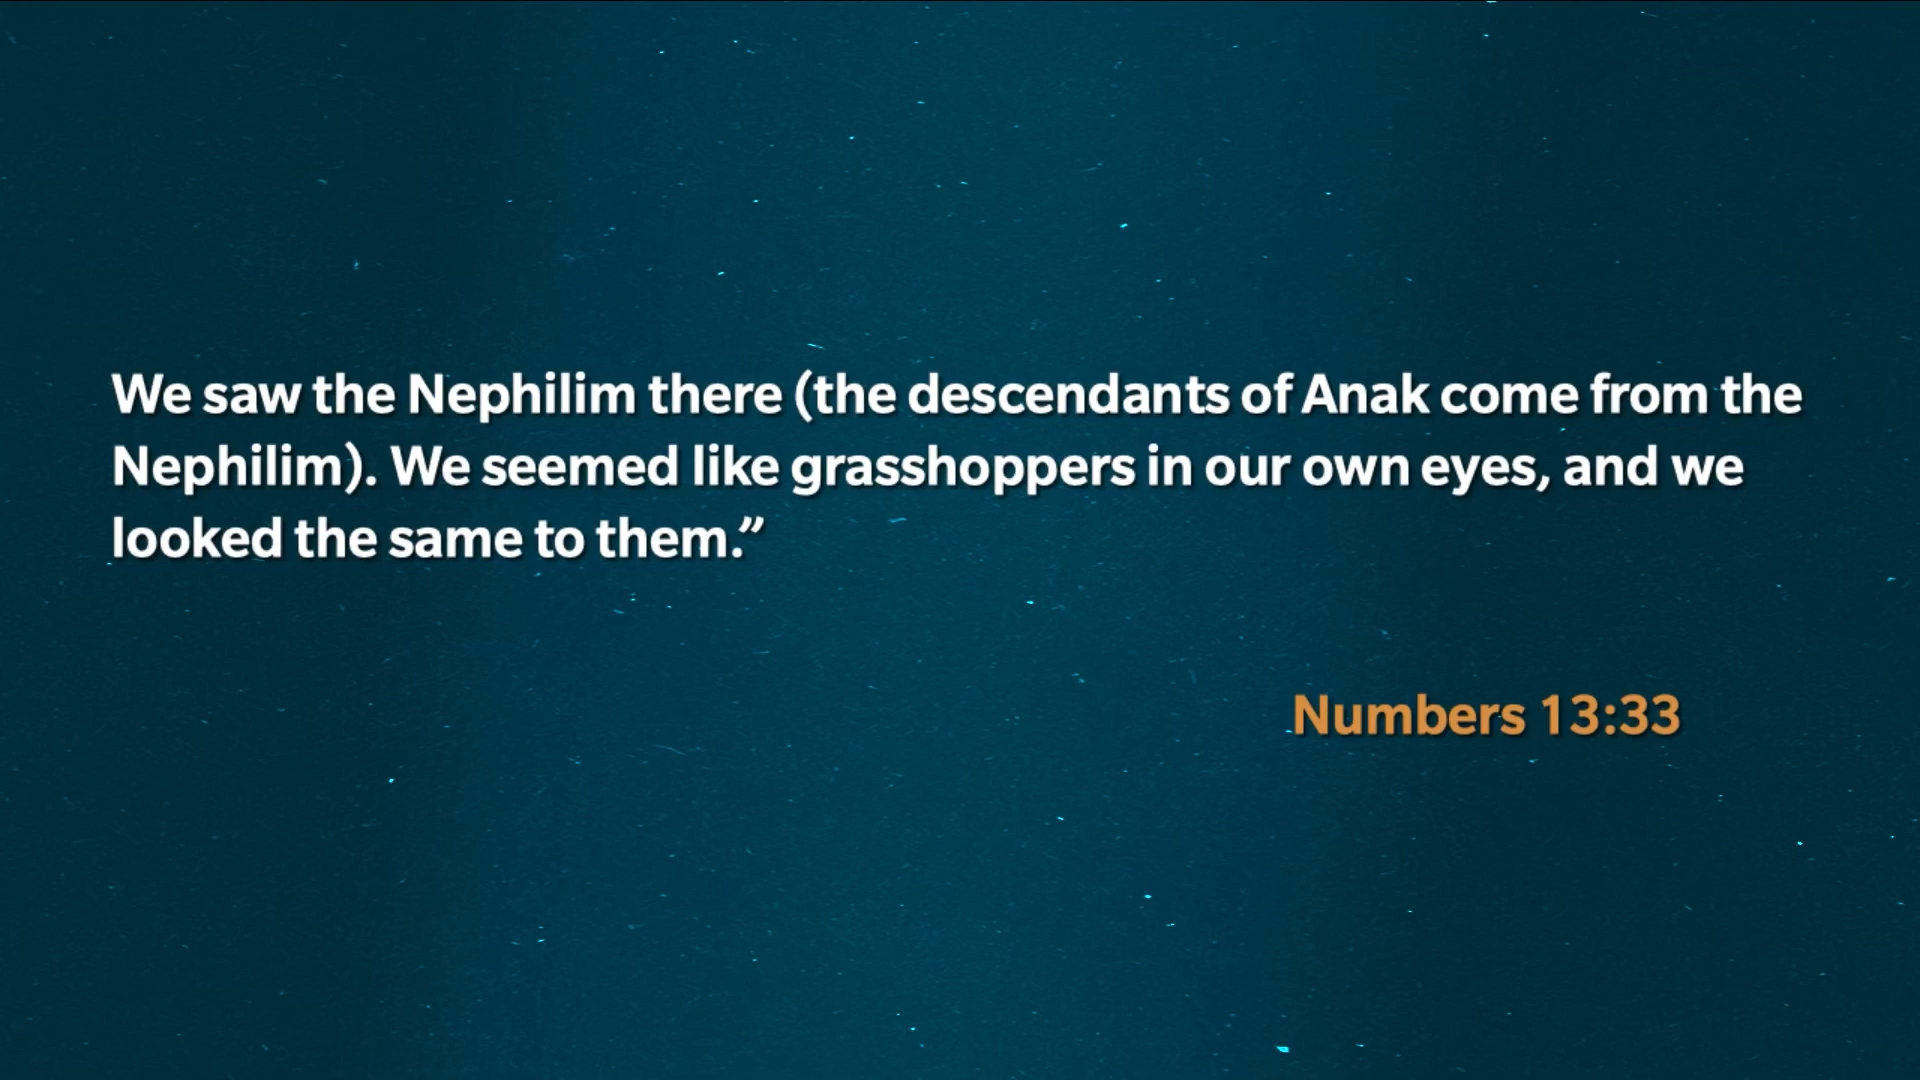 We saw the Nephilim there (the descendants of Anak come from the
Nephilim). We seemed like grasshoppers in our own eyes, and we
looked the same to them.”
Numbers 13:33